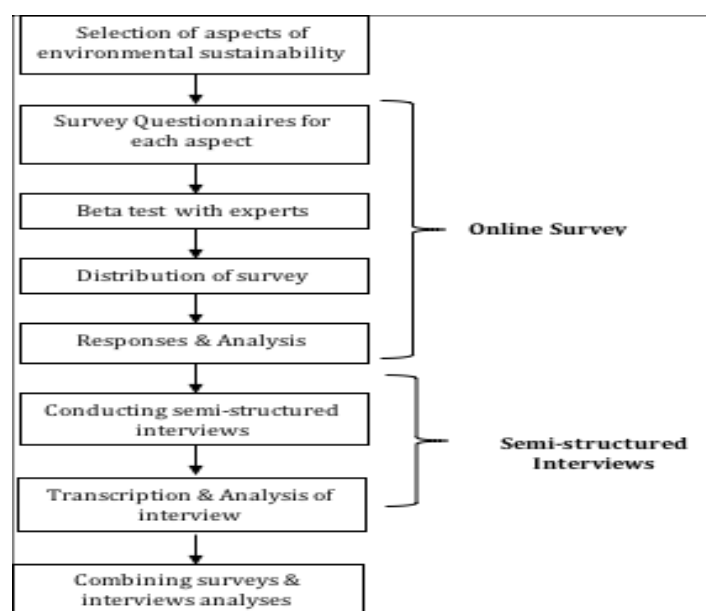 Selection of aspects of
environmental sustainability
Survey Questionnaires for
each aspect
Beta test with experts
Online Survey
Distribution of survey
Responses & Analysis
Conducting semi-structured
interviews
Semi-structured
Interviews
Transcription & Analysis of
interview
Combining surveys &
interviews analyses